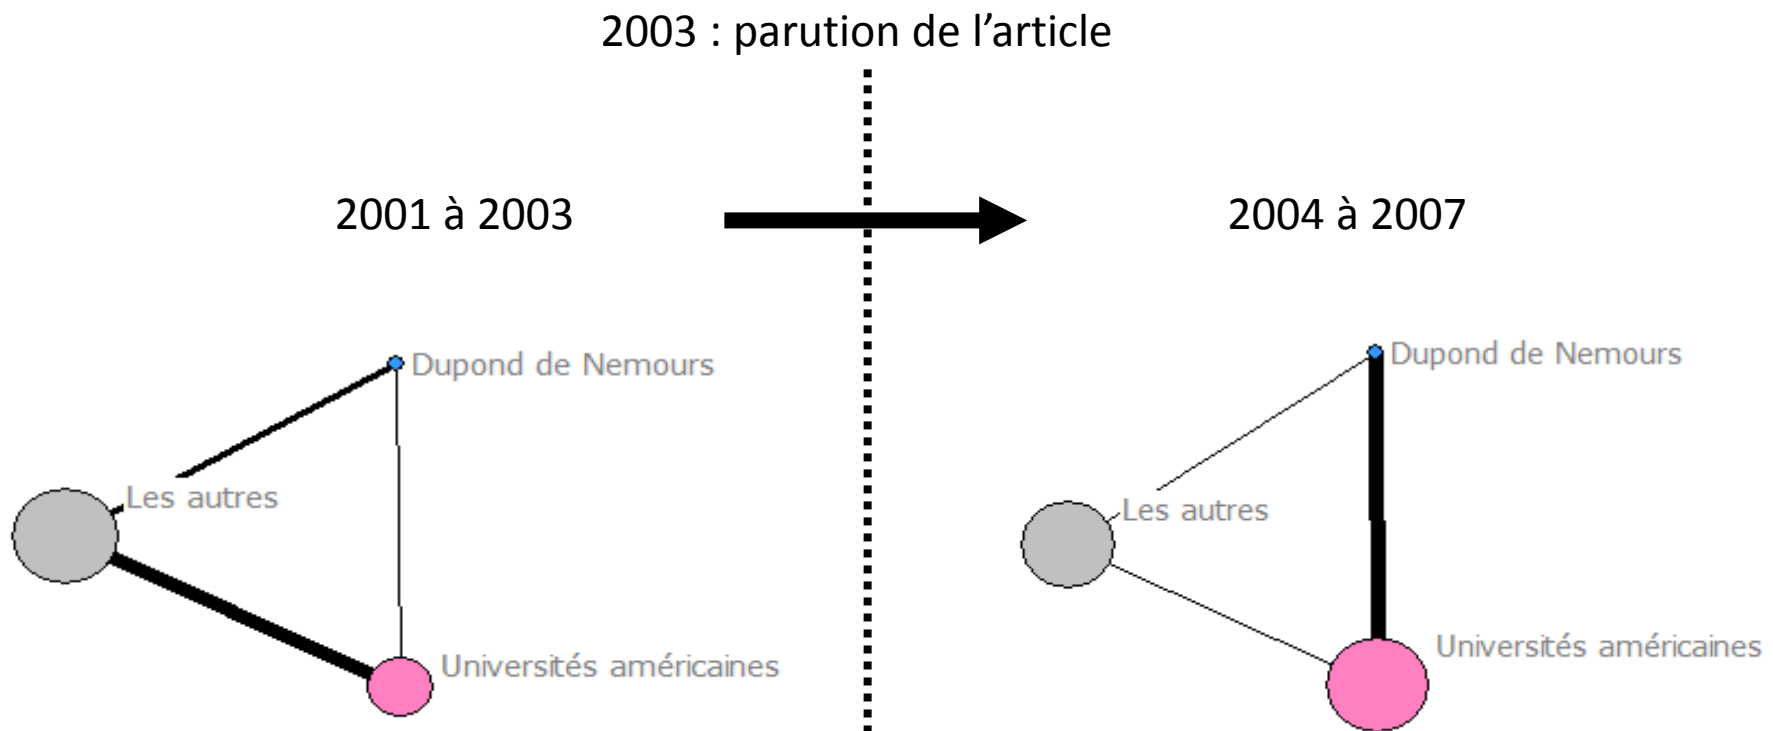 2003 : parution de l’article
2001 à 2003
2004 à 2007
Dupond de Nemours
Les autres
Universités américaines
Dupond de Nemours
Les autres
Universités américaines